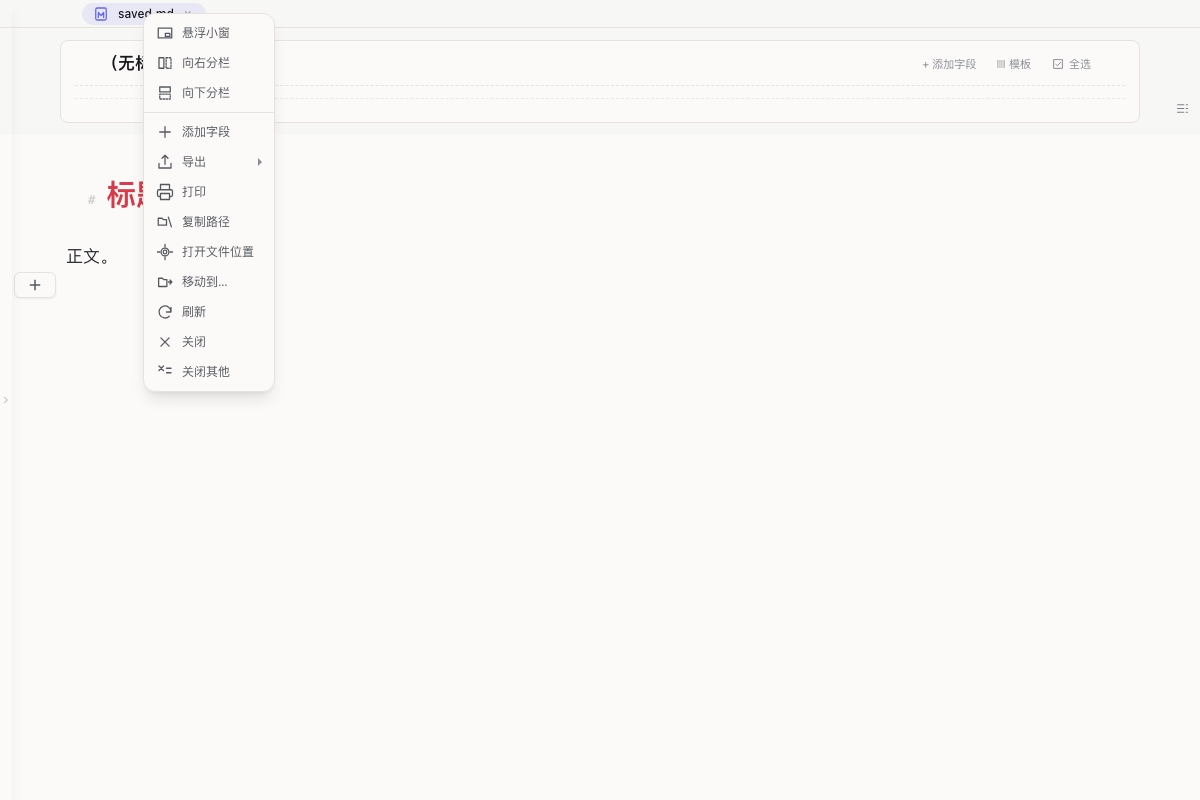 saved.md
悬浮小窗
向右分栏
向下分栏
添加字段
导出
打印
复制路径
打开文件位置
移动到...
刷新
关闭
关闭其他
(无标
+ 添加字段
模板
全选
# 标题
正文。